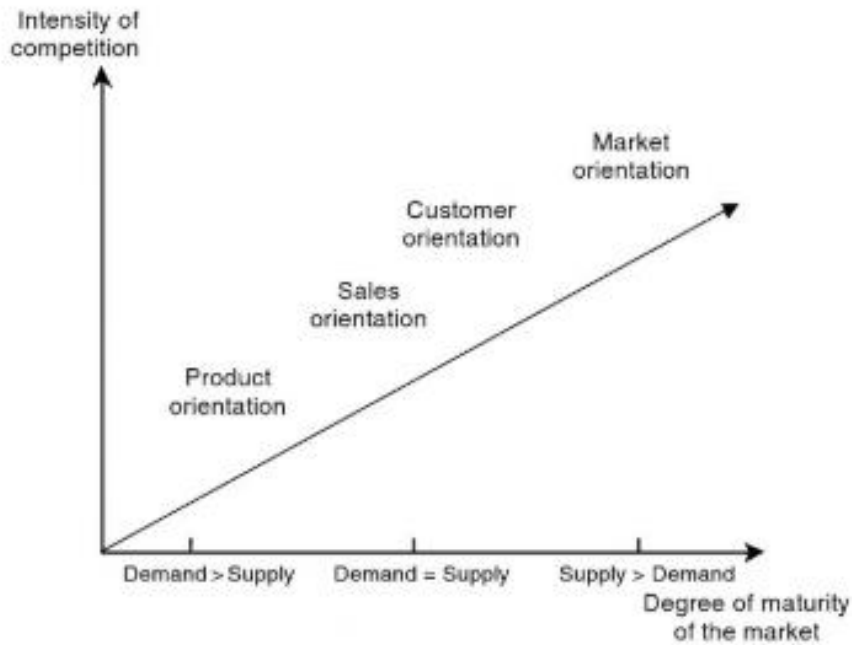 Intensity of
competition
Market
orientation
Customer
orientation
Sales
orientation
Product
orientation
Demand > Supply
Demand = Supply
Supply > Demand
Degree of maturity
of the market